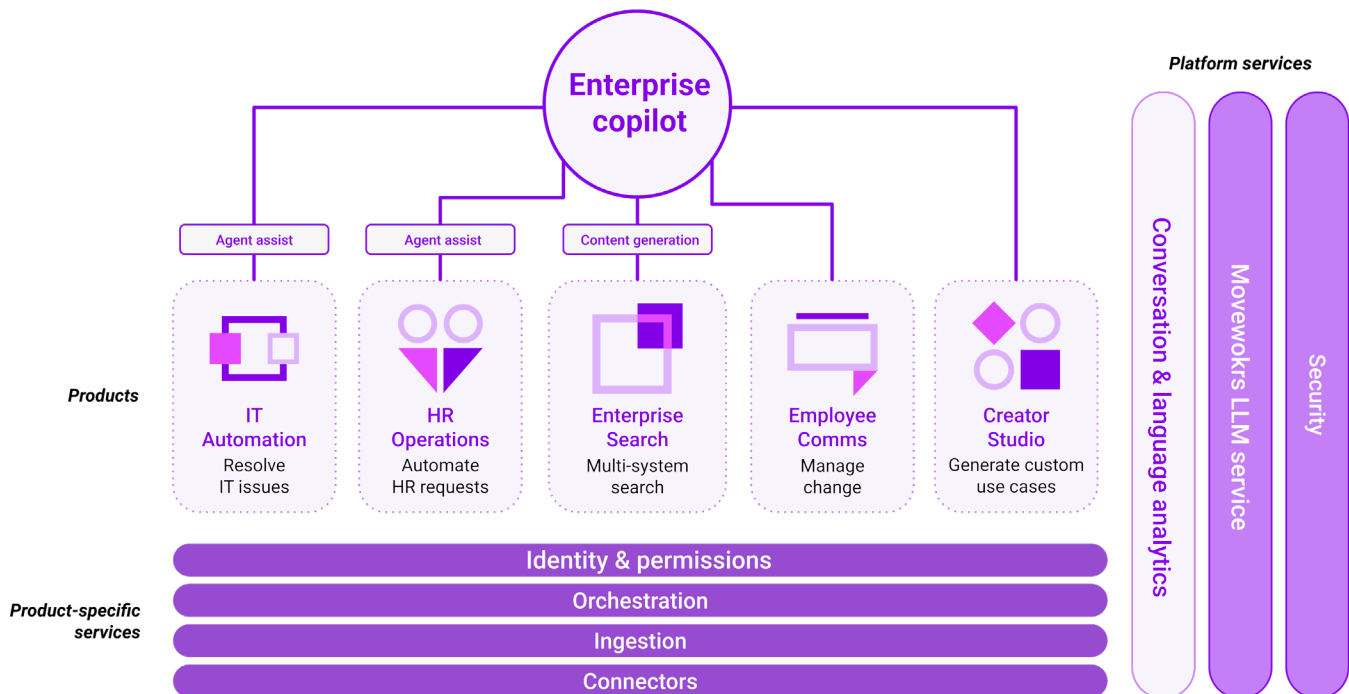 Enterprise
copilot
Platform services
Agent assist
Agent assist
Content generation
Products
IT
Automation
Resolve
IT issues
HR
Operations
Automate
HR requests
Enterprise
Search
Multi-system
search
Employee
Comms
Manage
change
Creator
Studio
Generate custom
use cases
Conversation & language analytics
Movewokrs LLM service
Security
Product-specific
services
Identity & permissions
Orchestration
Ingestion
Connectors